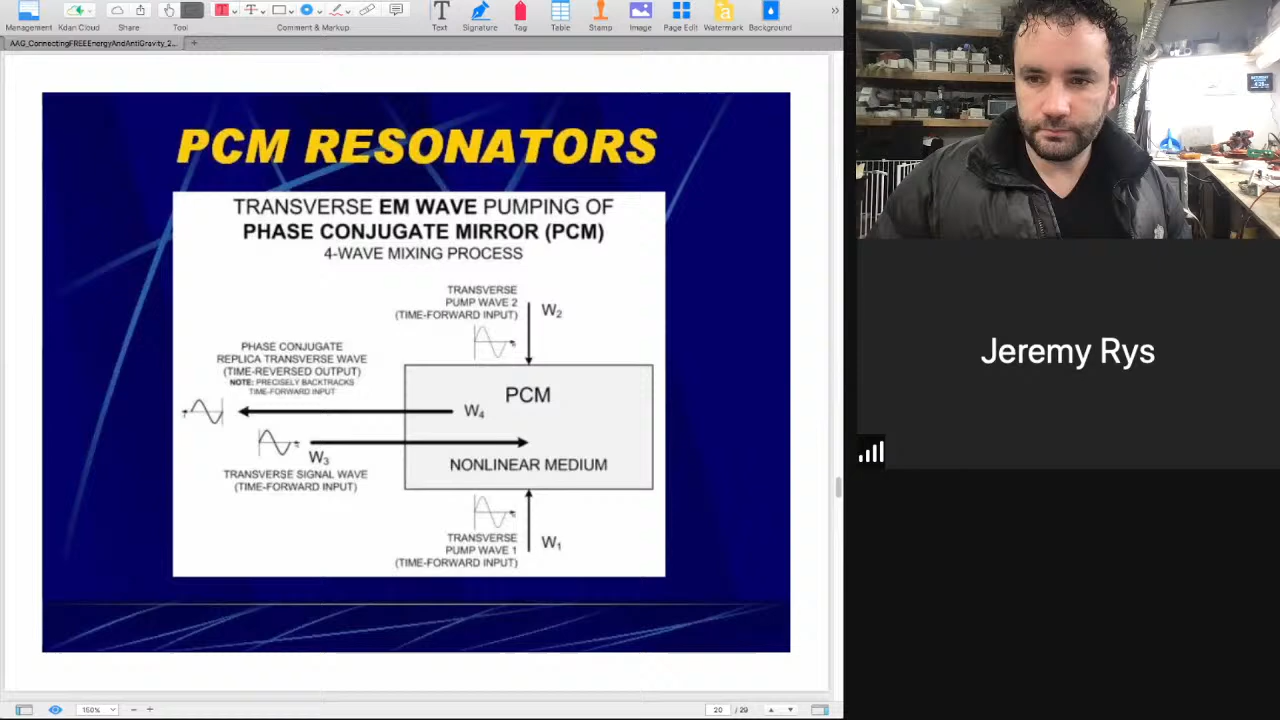 Management
Kdan Cloud
Share
Tool
Comment & Markup
Text
Signature
Tag
Table
Stamp
Image
Page Edit
Watermark
Background
AAG_ConnectingFREEEnergyAndAntiGravity_2...
PCM RESONATORS
TRANSVERSE EM WAVE PUMPING OF
PHASE CONJUGATE MIRROR (PCM)
4-WAVE MIXING PROCESS
TRANSVERSE
PUMP WAVE 2
(TIME-FORWARD INPUT)
W2
PHASE CONJUGATE
REPLICA TRANSVERSE WAVE
(TIME-REVERSED OUTPUT)
NOTE: PRECISELY BACKTRACKS
TIME-FORWARD INPUT
PCM
W4
W3
NONLINEAR MEDIUM
TRANSVERSE SIGNAL WAVE
(TIME-FORWARD INPUT)
TRANSVERSE
PUMP WAVE 1
(TIME-FORWARD INPUT)
W1
Jeremy Rys
150%
20 / 29